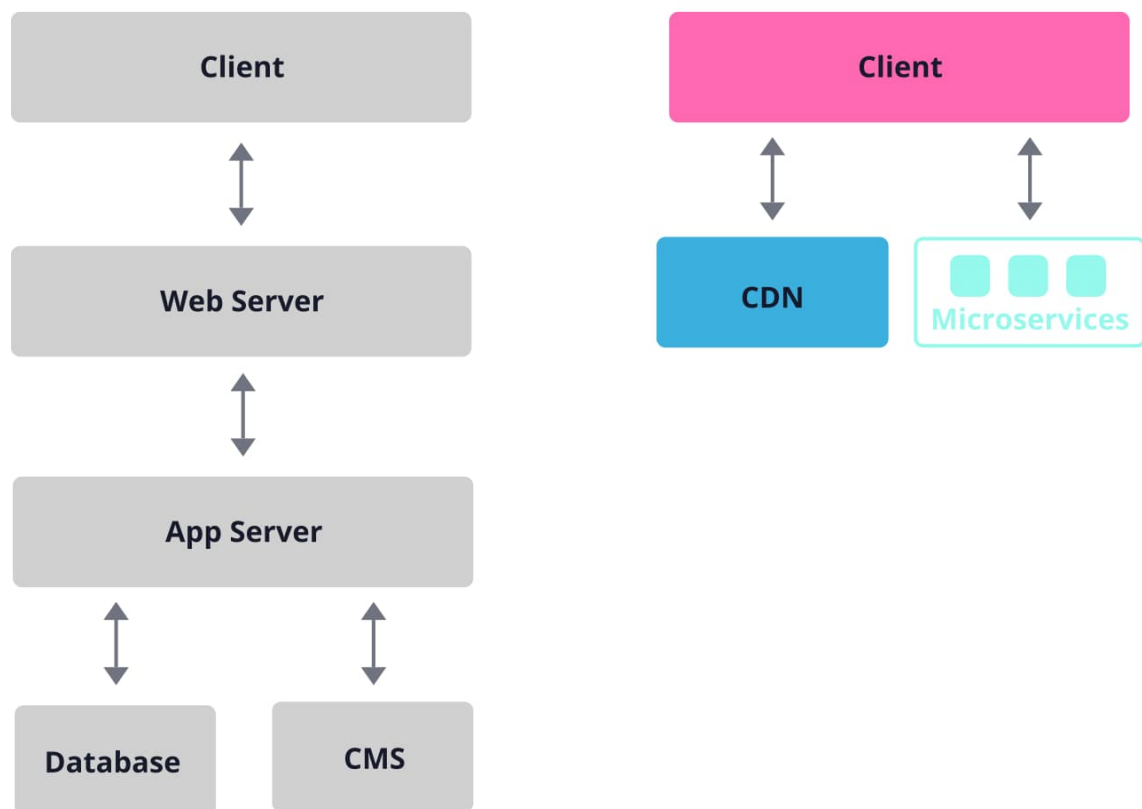 Client
Client
Web Server
CDN
Microservices
App Server
Database
CMS